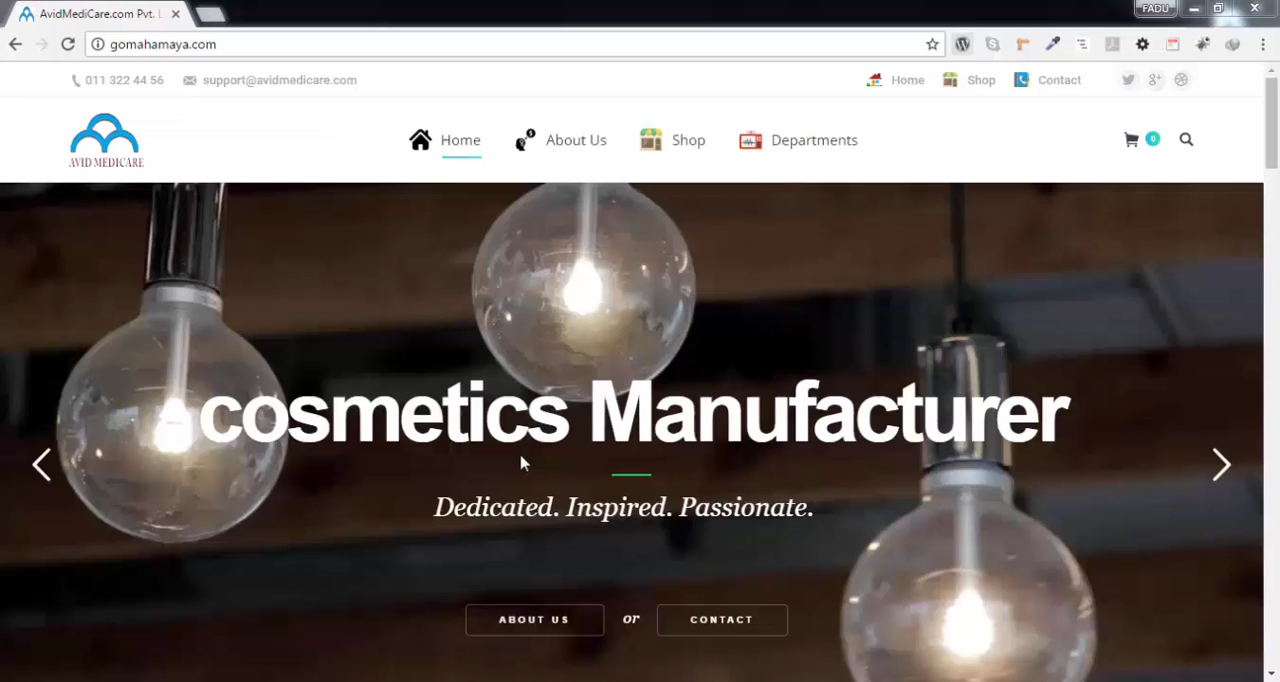 AvidMediCare.com Pvt. L
FADU
gomahamaya.com
011 322 44 56 support@avidmedicare.com Home Shop Contact
AVID MEDICARE
Home About Us Shop Departments 0
cosmetics Manufacturer
Dedicated. Inspired. Passionate.
ABOUT US or CONTACT